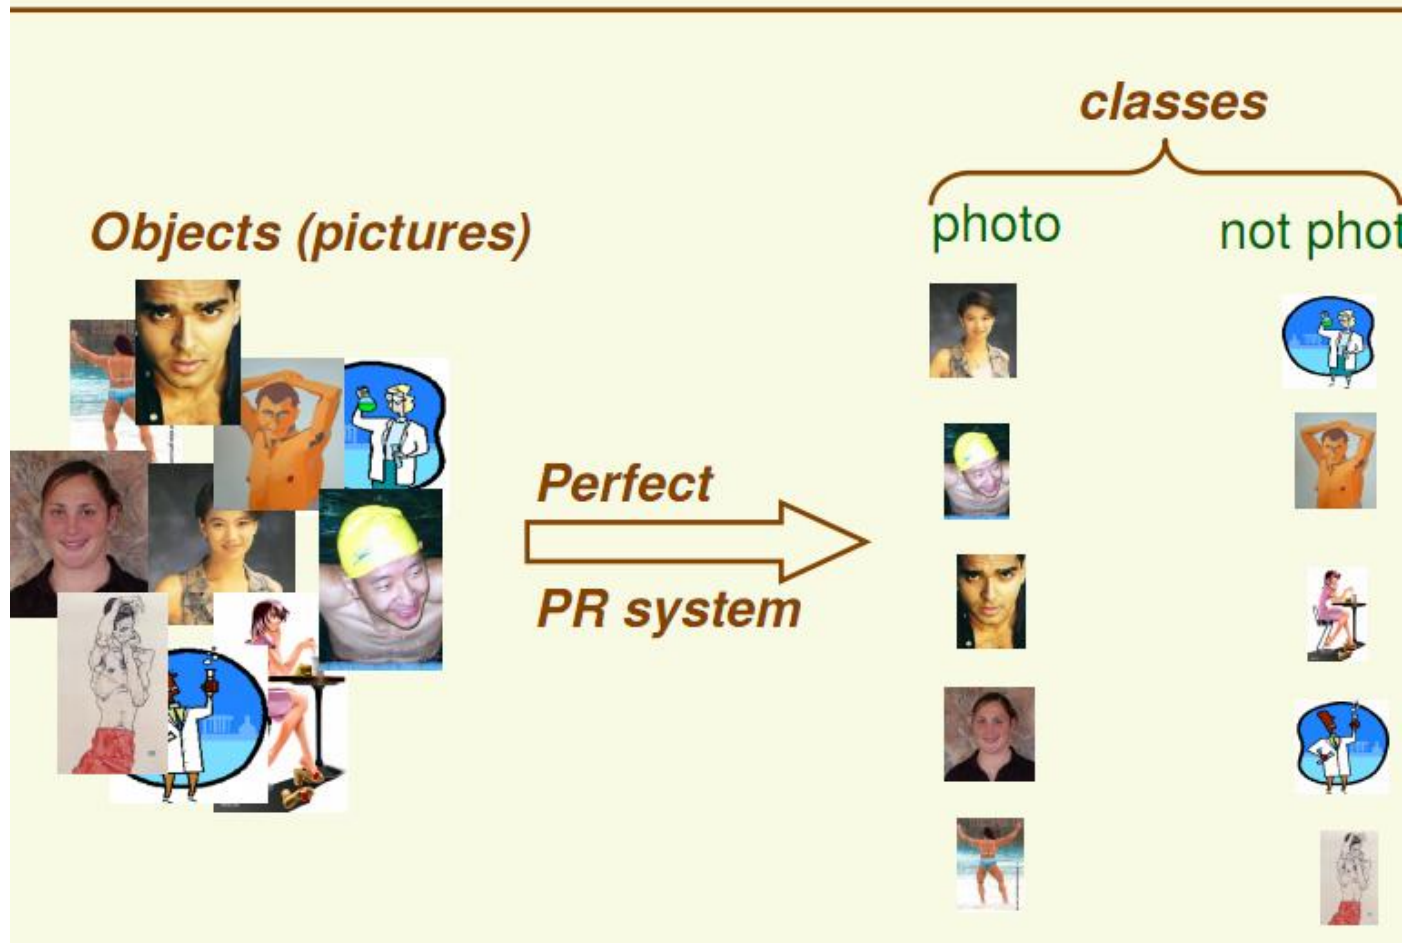 classes
Objects (pictures)
photo
not phot
Perfect
PR system